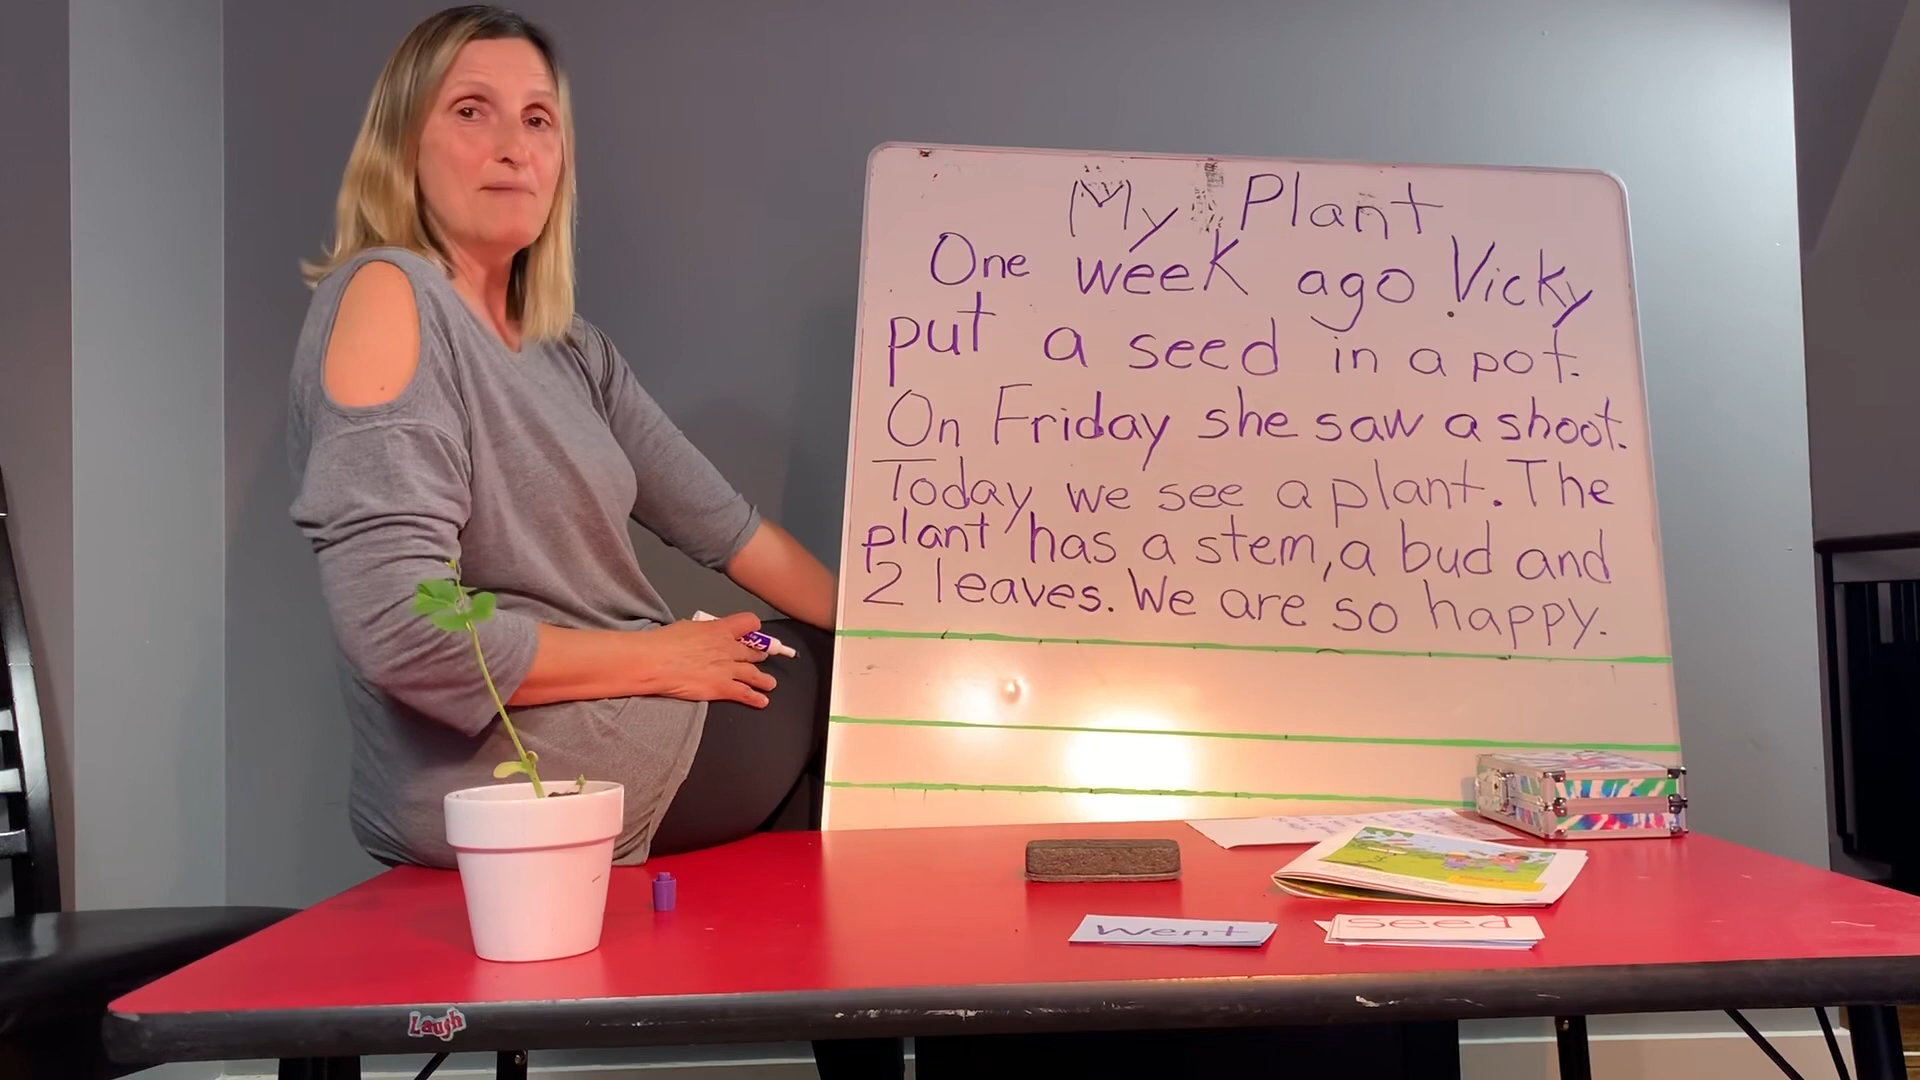 My Plant
One week ago Vicky
put a seed in a pot.
On Friday she saw a shoot.
Today we see a plant. The
plant has a stem, a bud and
2 leaves. We are so happy.
went
seed
Laugh